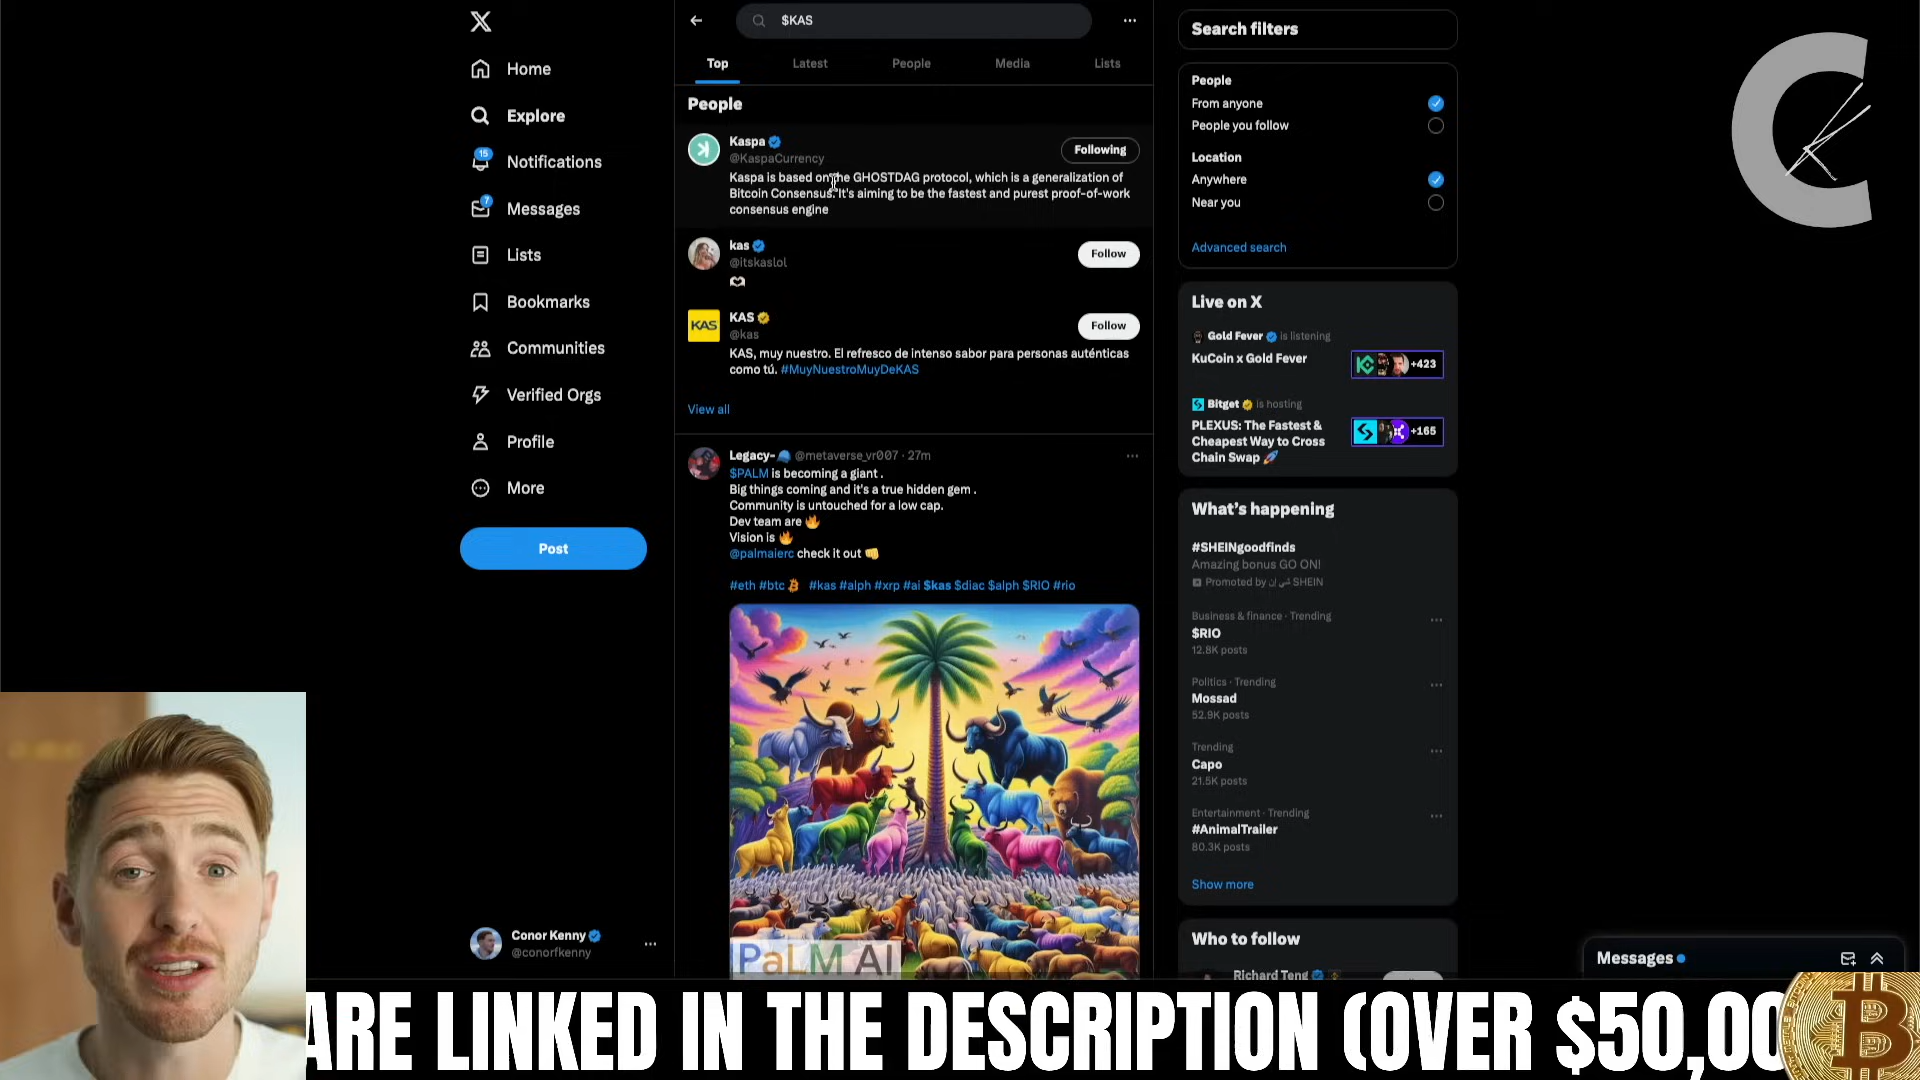 Home
Explore
15
Notifications
7
Messages
Lists
Bookmarks
Communities
Verified Orgs
Profile
More
Post
Conor Kenny
@conorfkenny
$KAS
Top
Latest
People
Media
Lists
People
Kaspa
@KaspaCurrency
Following
Kaspa is based on the GHOSTDAG protocol, which is a generalization of
Bitcoin Consensus. It's aiming to be the fastest and purest proof-of-work
consensus engine
kas
@itskaslol
Follow
KAS
KAS
@kas
Follow
KAS, muy nuestro. El refresco de intenso sabor para personas auténticas
como tú. #MuyNuestroMuyDeKAS
View all
Legacy- @metaverse_vr007 · 27m
$PALM is becoming a giant .
Big things coming and it's a true hidden gem .
Community is untouched for a low cap.
Dev team are 🔥
Vision is 🔥
@palmaierc check it out 👊
#eth #btc #kas #alph #xrp #ai $kas $diac $alph $RIO #rio
PaLM AI
Search filters
People
From anyone
People you follow
Location
Anywhere
Near you
Advanced search
Live on X
Gold Fever is listening
KuCoin x Gold Fever
+423
Bitget is hosting
PLEXUS: The Fastest &
Cheapest Way to Cross
Chain Swap 🚀
+165
What's happening
#SHEINgoodfinds
Amazing bonus GO ON!
Promoted by شي إن SHEIN
Business & finance · Trending
$RIO
12.8K posts
Politics · Trending
Mossad
52.9K posts
Trending
Capo
21.5K posts
Entertainment · Trending
#AnimalTrailer
80.3K posts
Show more
Who to follow
Richard Teng
Messages
ARE LINKED IN THE DESCRIPTION (OVER $50,00